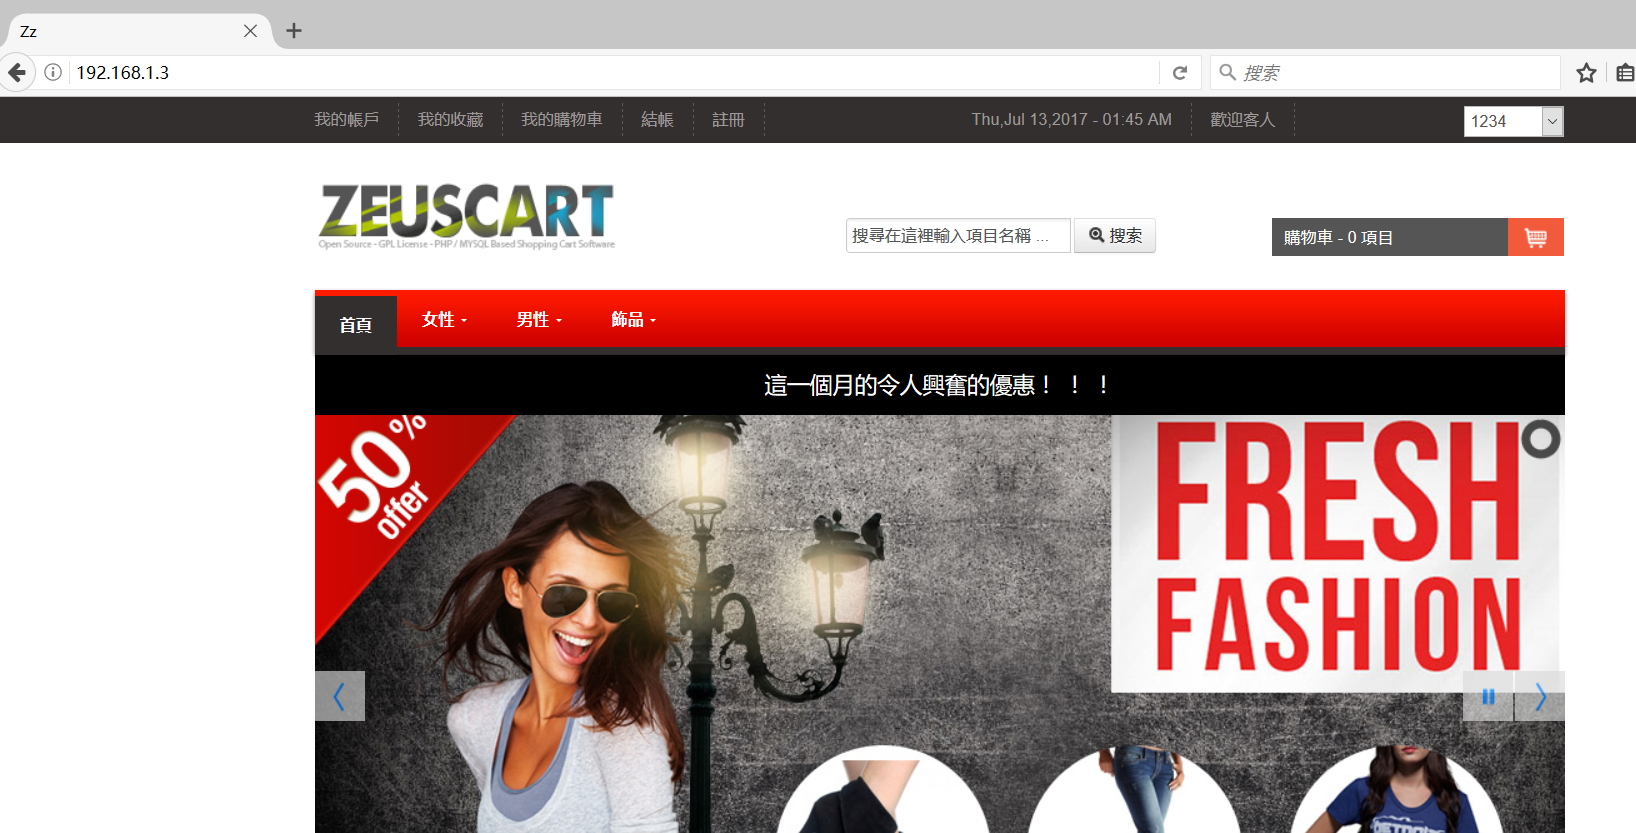 Zz
192.168.1.3
搜索
我的帳戶 我的收藏 我的購物車 結帳 註冊 Thu,Jul 13,2017 - 01:45 AM 歡迎客人 1234
ZEUSCART
Open Source - GPL License - PHP / MYSQL Based Shopping Cart Software
搜尋在這裡輸入項目名稱 ... 搜索 購物車 - 0 項目
首頁 女性 男性 飾品
這一個月的令人興奮的優惠！！！
50%
offer
FRESH
FASHION
DETROIT